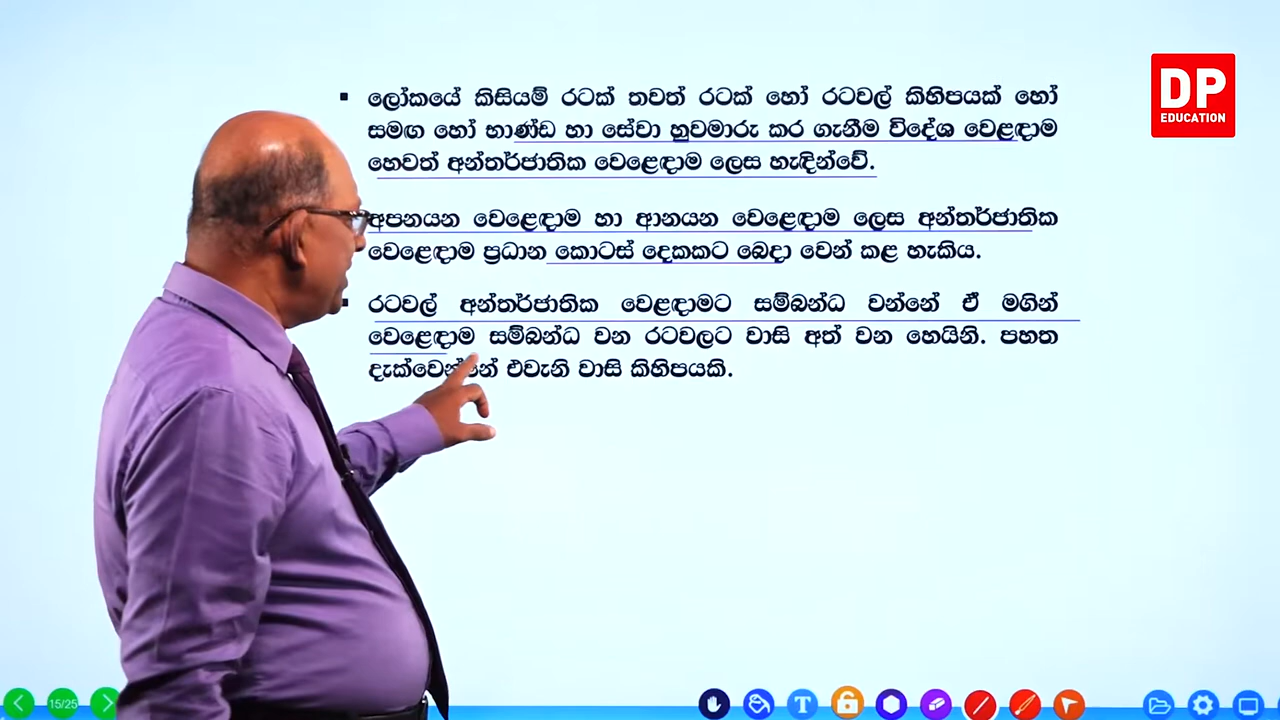 DP
EDUCATION
ලෝකයේ කිසියම් රටක් තවත් රටක් හෝ රටවල් කිහිපයක් හෝ
සමඟ හෝ භාණ්ඩ හා සේවා හුවමාරු කර ගැනීම විදේශ වෙළඳාම
හෙවත් අන්තර්ජාතික වෙළෙඳාම ලෙස හැඳින්වේ.
අපනයන වෙළෙඳාම හා ආනයන වෙළෙඳාම ලෙස අන්තර්ජාතික
වෙළෙඳාම ප්‍රධාන කොටස් දෙකකට බෙදා වෙන් කළ හැකිය.
රටවල් අන්තර්ජාතික වෙළඳාමට සම්බන්ධ වන්නේ ඒ මගින්
වෙළෙඳාම සම්බන්ධ වන රටවලට වාසි අත් වන හෙයිනි. පහත
දැක්වෙන්නේ එවැනි වාසි කිහිපයකි.
15/25